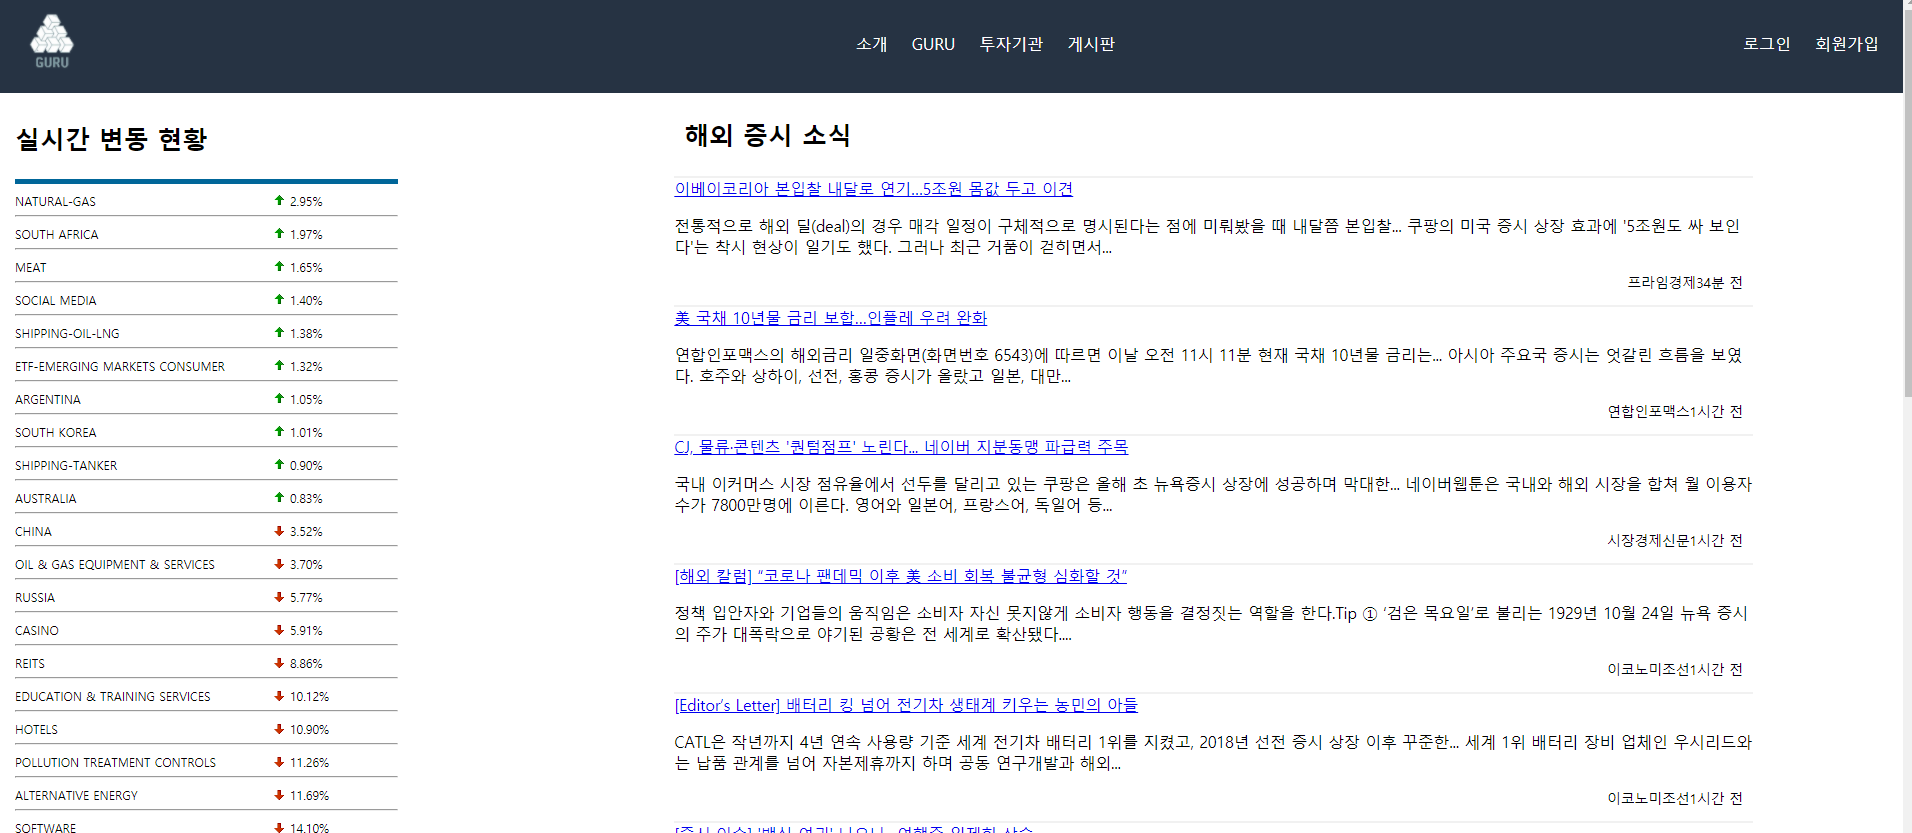 GURU
소개 GURU 투자기관 게시판
로그인 회원가입
실시간 변동 현황
NATURAL-GAS 2.95%
SOUTH AFRICA 1.97%
MEAT 1.65%
SOCIAL MEDIA 1.40%
SHIPPING-OIL-LNG 1.38%
ETF-EMERGING MARKETS CONSUMER 1.32%
ARGENTINA 1.05%
SOUTH KOREA 1.01%
SHIPPING-TANKER 0.90%
AUSTRALIA 0.83%
CHINA 3.52%
OIL & GAS EQUIPMENT & SERVICES 3.70%
RUSSIA 5.77%
CASINO 5.91%
REITS 8.86%
EDUCATION & TRAINING SERVICES 10.12%
HOTELS 10.90%
POLLUTION TREATMENT CONTROLS 11.26%
ALTERNATIVE ENERGY 11.69%
SOFTWARE 14.10%
해외 증시 소식
이베이코리아 본입찰 내달로 연기...5조원 몸값 두고 이견
전통적으로 해외 딜(deal)의 경우 매각 일정이 구체적으로 명시된다는 점에 미뤄봤을 때 내달쯤 본입찰... 쿠팡의 미국 증시 상장 효과에 '5조원도 싸 보인
다'는 착시 현상이 일기도 했다. 그러나 최근 거품이 걷히면서...
프라임경제34분 전
美 국채 10년물 금리 보합...인플레 우려 완화
연합인포맥스의 해외금리 일중화면(화면번호 6543)에 따르면 이날 오전 11시 11분 현재 국채 10년물 금리는... 아시아 주요국 증시는 엇갈린 흐름을 보였
다. 호주와 상하이, 선전, 홍콩 증시가 올랐고 일본, 대만...
연합인포맥스1시간 전
CJ, 물류·콘텐츠 '퀀텀점프' 노린다... 네이버 지분동맹 파급력 주목
국내 이커머스 시장 점유율에서 선두를 달리고 있는 쿠팡은 올해 초 뉴욕증시 상장에 성공하며 막대한... 네이버웹툰은 국내와 해외 시장을 합쳐 월 이용자
수가 7800만명에 이른다. 영어와 일본어, 프랑스어, 독일어 등...
시장경제신문1시간 전
[해외 칼럼] “코로나 팬데믹 이후 美 소비 회복 불균형 심화할 것”
정책 입안자와 기업들의 움직임은 소비자 자신 못지않게 소비자 행동을 결정짓는 역할을 한다.Tip ① ‘검은 목요일’로 불리는 1929년 10월 24일 뉴욕 증시
의 주가 대폭락으로 야기된 공황은 전 세계로 확산됐다....
이코노미조선1시간 전
[Editor’s Letter] 배터리 킹 넘어 전기차 생태계 키우는 농민의 아들
CATL은 작년까지 4년 연속 사용량 기준 세계 전기차 배터리 1위를 지켰고, 2018년 선전 증시 상장 이후 꾸준한... 세계 1위 배터리 장비 업체인 우시리드와
는 납품 관계를 넘어 자본제휴까지 하며 공동 연구개발과 해외...
이코노미조선1시간 전